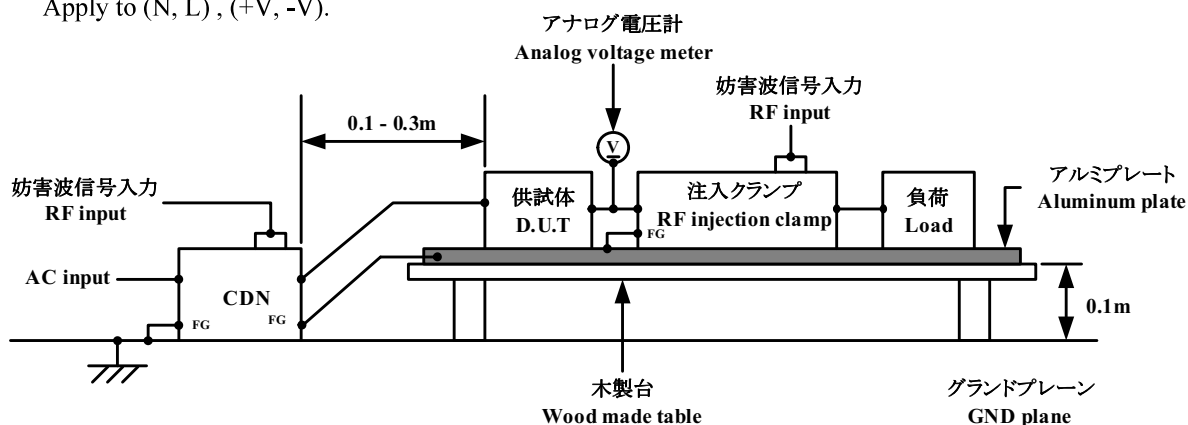 Apply to (N, L) , (+V, -V).
アナログ電圧計
Analog voltage meter
妨害波信号入力
RF input
0.1 - 0.3m
V
妨害波信号入力
RF input
供試体
D.U.T
注入クランプ
RF injection clamp
FG
負荷
Load
アルミプレート
Aluminum plate
AC input
CDN
FG
FG
0.1m
木製台
Wood made table
グランドプレーン
GND plane